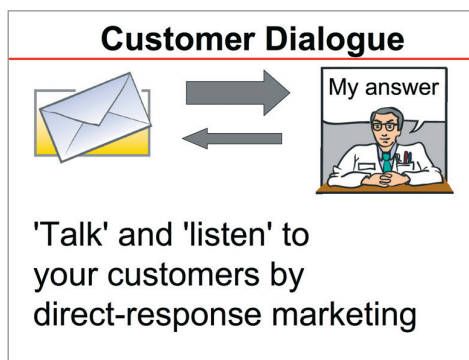 Customer Dialogue
My answer
'Talk' and 'listen' to
your customers by
direct-response marketing